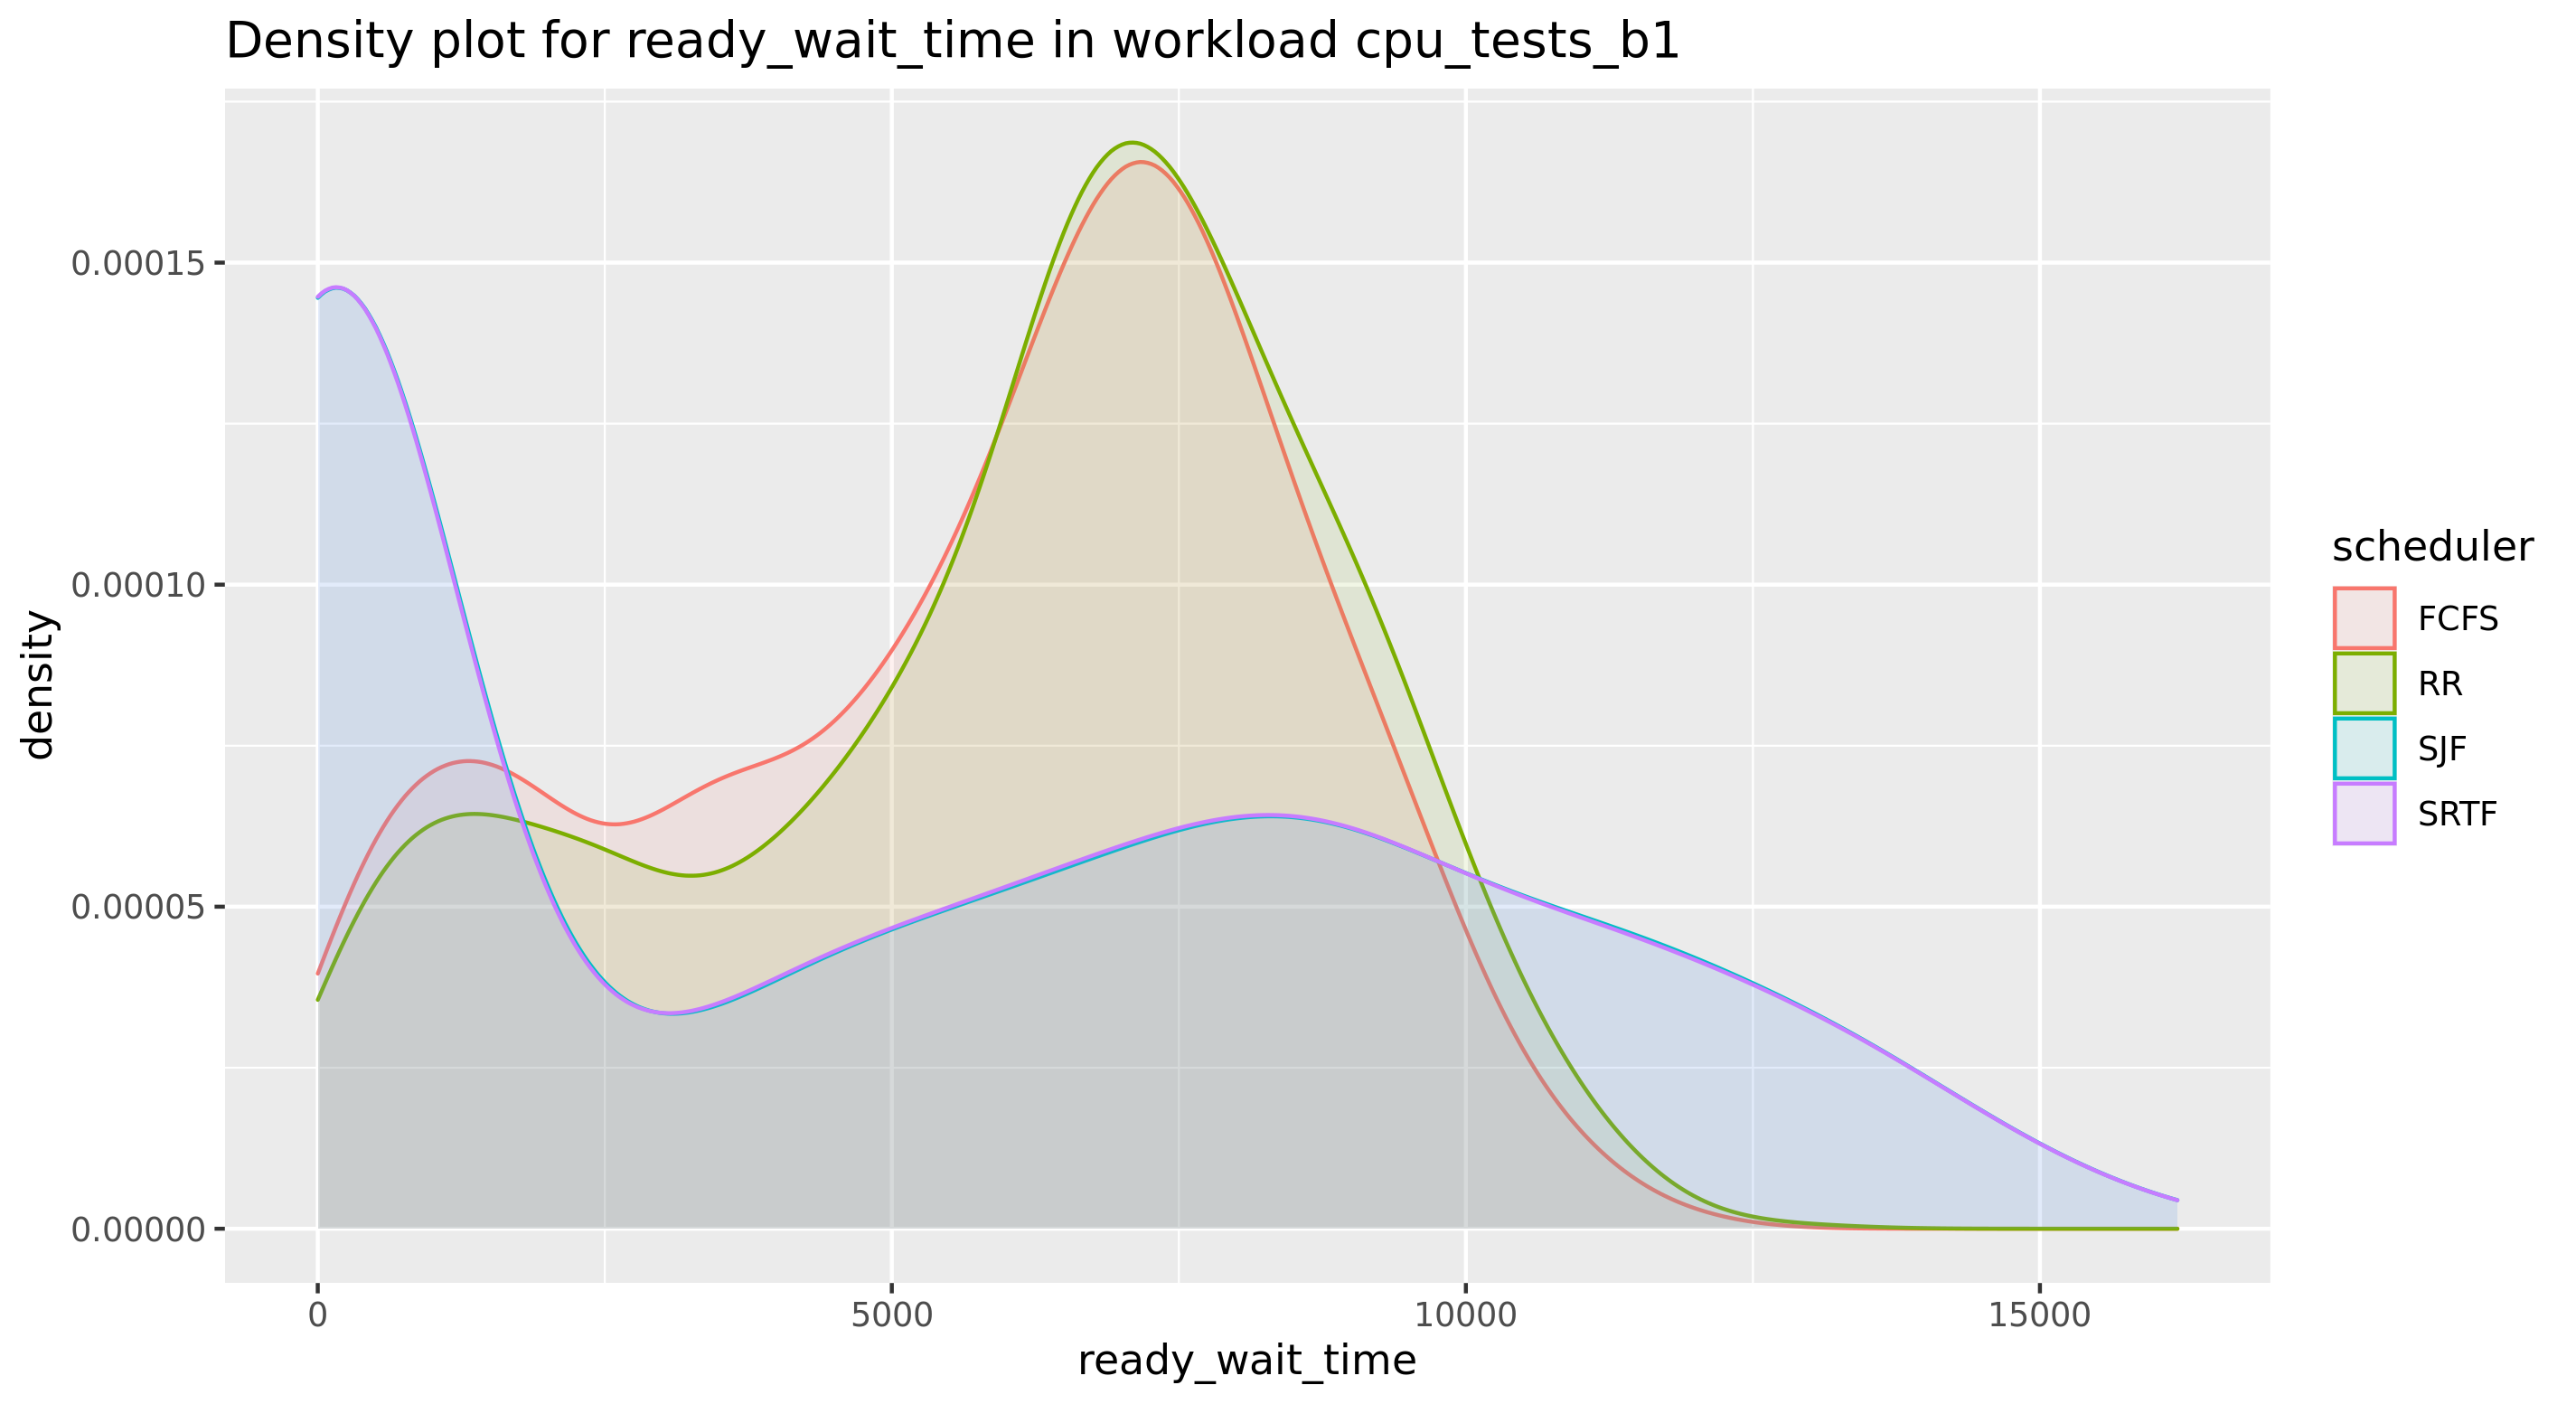 Density plot for ready_wait_time in workload cpu_tests_b1
density
0.00015
0.00010
0.00005
0.00000
0
5000
10000
15000
ready_wait_time
scheduler
FCFS
RR
SJF
SRTF